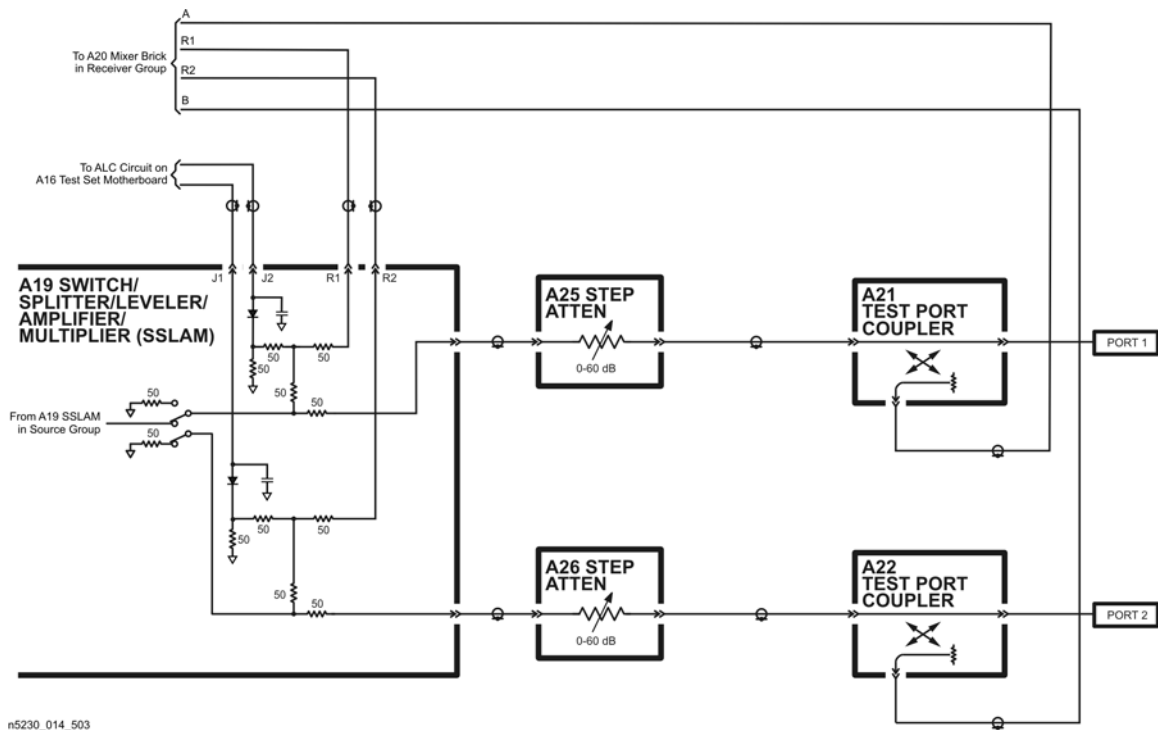 A
R1
To A20 Mixer Brick
in Receiver Group
R2
B
To ALC Circuit on
A16 Test Set Motherboard
J1
J2
R1
R2
A19 SWITCH/
SPLITTER/LEVELER/
AMPLIFIER/
MULTIPLIER (SSLAM)
50
50
50
50
50
50
From A19 SSLAM
in Source Group
50
50
50
50
50
50
A25 STEP
ATTEN
0-60 dB
A21
TEST PORT
COUPLER
PORT 1
A26 STEP
ATTEN
0-60 dB
A22
TEST PORT
COUPLER
PORT 2
n5230_014_503